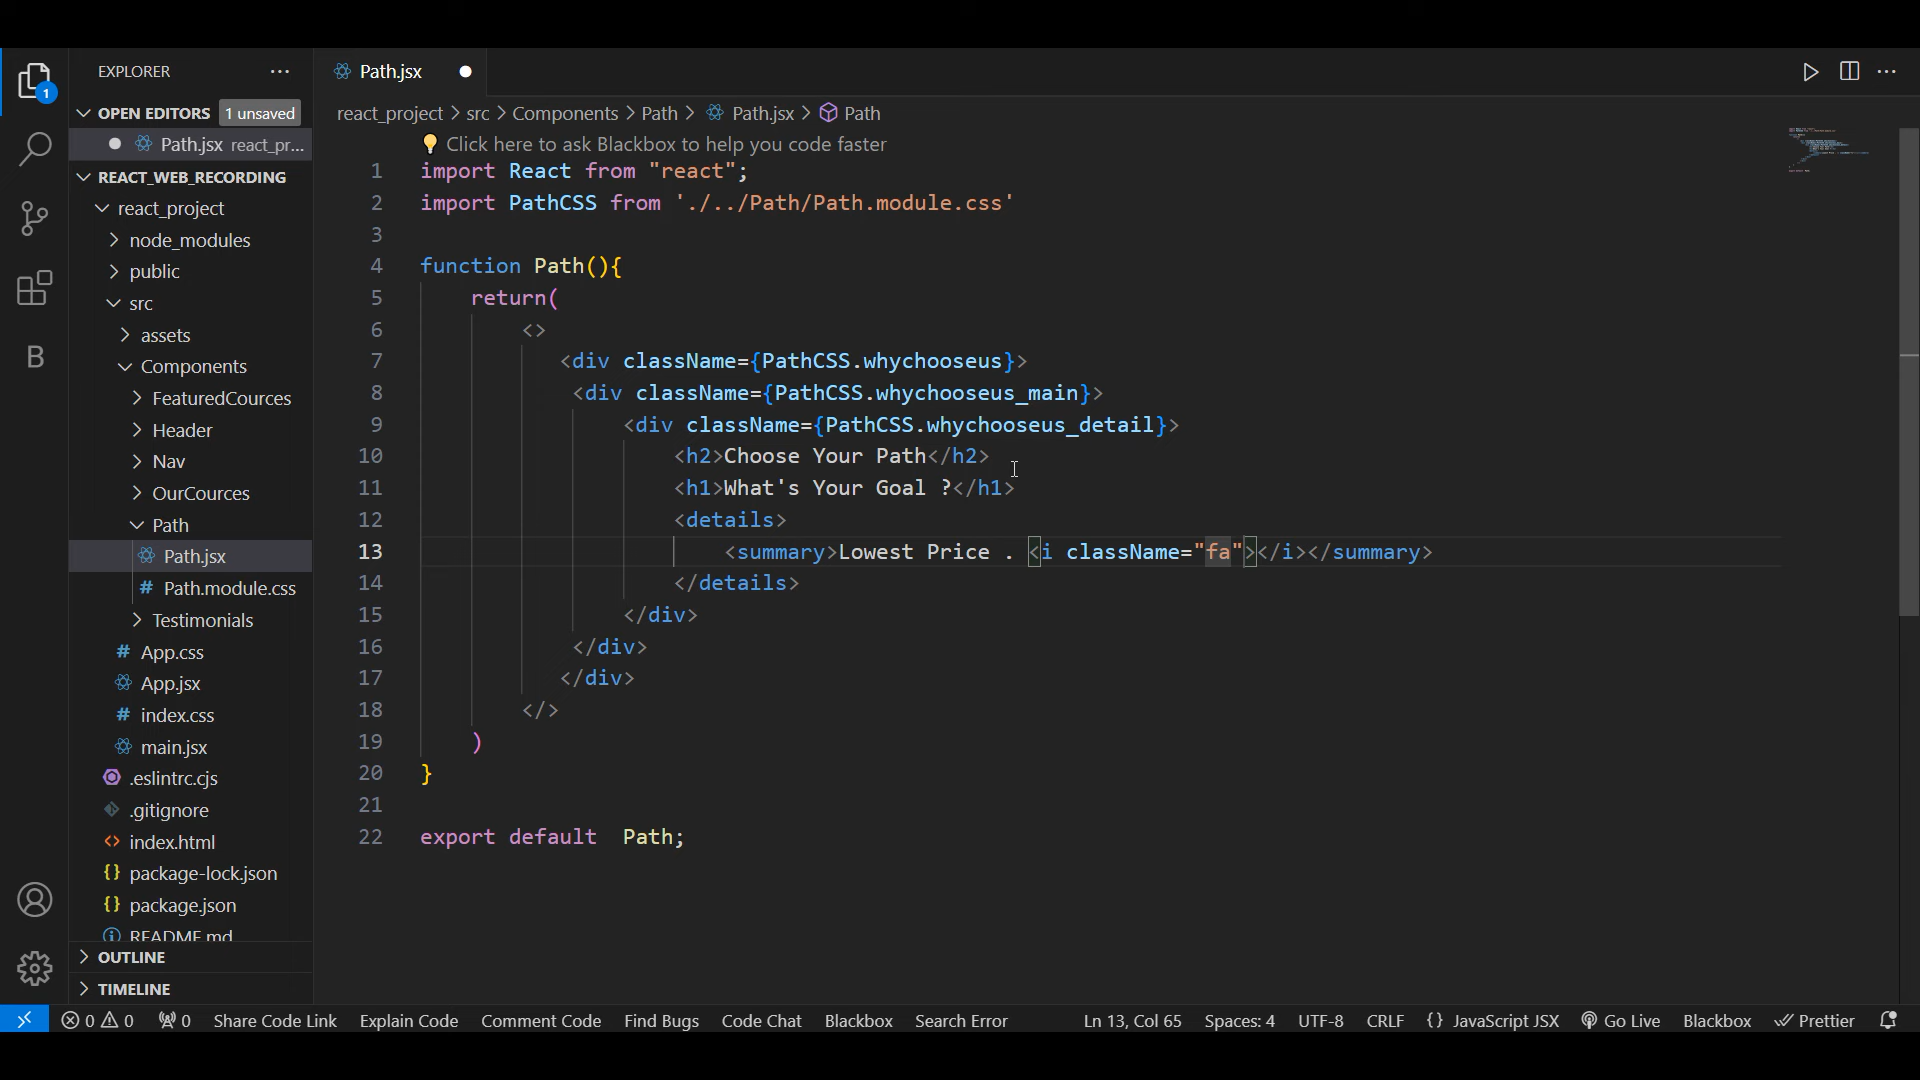 EXPLORER
OPEN EDITORS 1 unsaved
Path.jsx react_pr...
REACT_WEB_RECORDING
react_project
node_modules
public
src
assets
Components
FeaturedCources
Header
Nav
OurCources
Path
Path.jsx
Path.module.css
Testimonials
App.css
App.jsx
index.css
main.jsx
.eslintrc.cjs
.gitignore
index.html
package-lock.json
package.json
README.md
OUTLINE
TIMELINE
Path.jsx
react_project > src > Components > Path > Path.jsx > Path
Click here to ask Blackbox to help you code faster
1 import React from "react";
2 import PathCSS from './../Path/Path.module.css'
3
4 function Path(){
5 return(
6 <>
7 <div className={PathCSS.whychooseus}>
8 <div className={PathCSS.whychooseus_main}>
9 <div className={PathCSS.whychooseus_detail}>
10 <h2>Choose Your Path</h2>
11 <h1>What's Your Goal ?</h1>
12 <details>
13 <summary>Lowest Price . <i className="fa"></i></summary>
14 </details>
15 </div>
16 </div>
17 </div>
18 </>
19 )
20 }
21
22 export default  Path;
1
B
0 0 0 Share Code Link Explain Code Comment Code Find Bugs Code Chat Blackbox Search Error Ln 13, Col 65 Spaces: 4 UTF-8 CRLF {} JavaScript JSX Go Live Blackbox Prettier